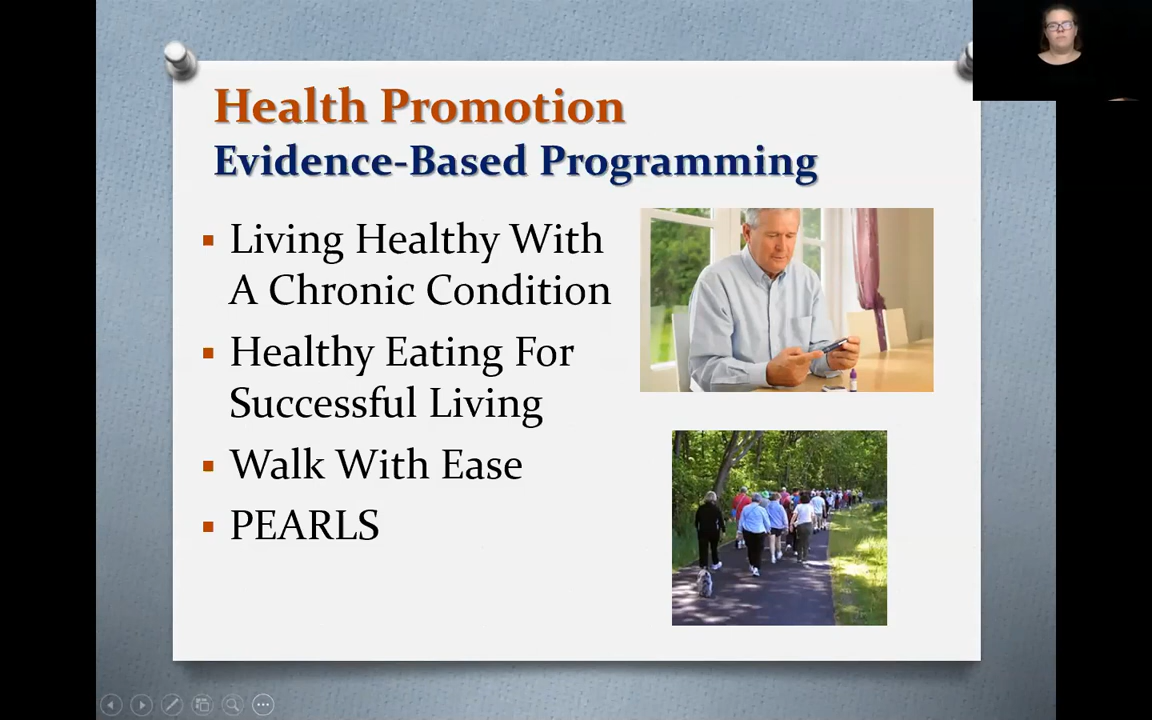 Health Promotion
Evidence-Based Programming
Living Healthy With
A Chronic Condition
Healthy Eating For
Successful Living
Walk With Ease
PEARLS